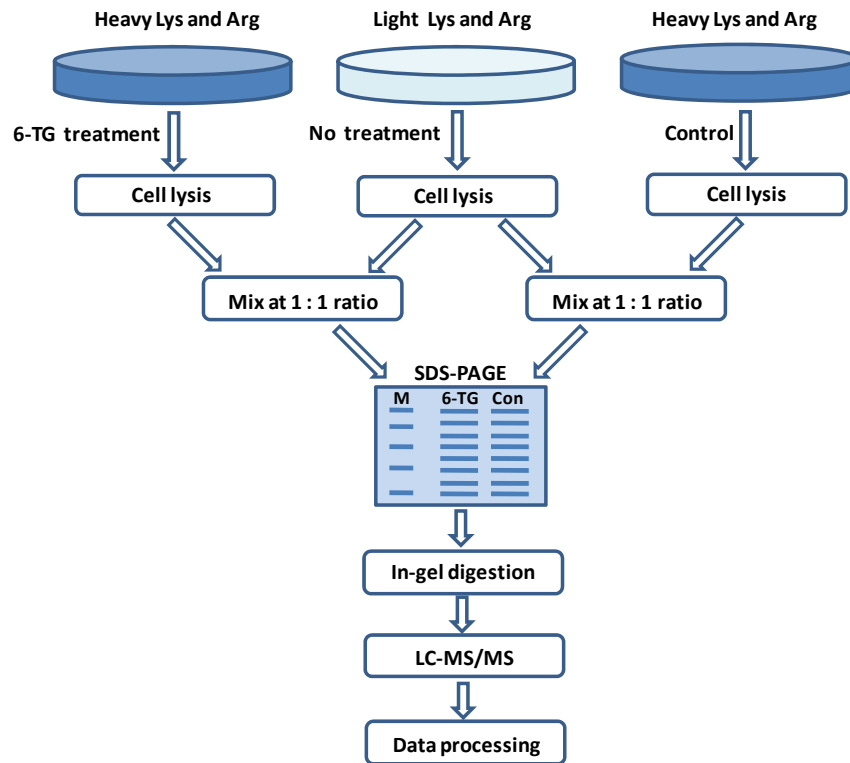 Heavy Lys and Arg
Light Lys and Arg
Heavy Lys and Arg
6-TG treatment
No treatment
Control
Cell lysis
Cell lysis
Cell lysis
Mix at 1 : 1 ratio
Mix at 1 : 1 ratio
SDS-PAGE
M 6-TG Con
In-gel digestion
LC-MS/MS
Data processing